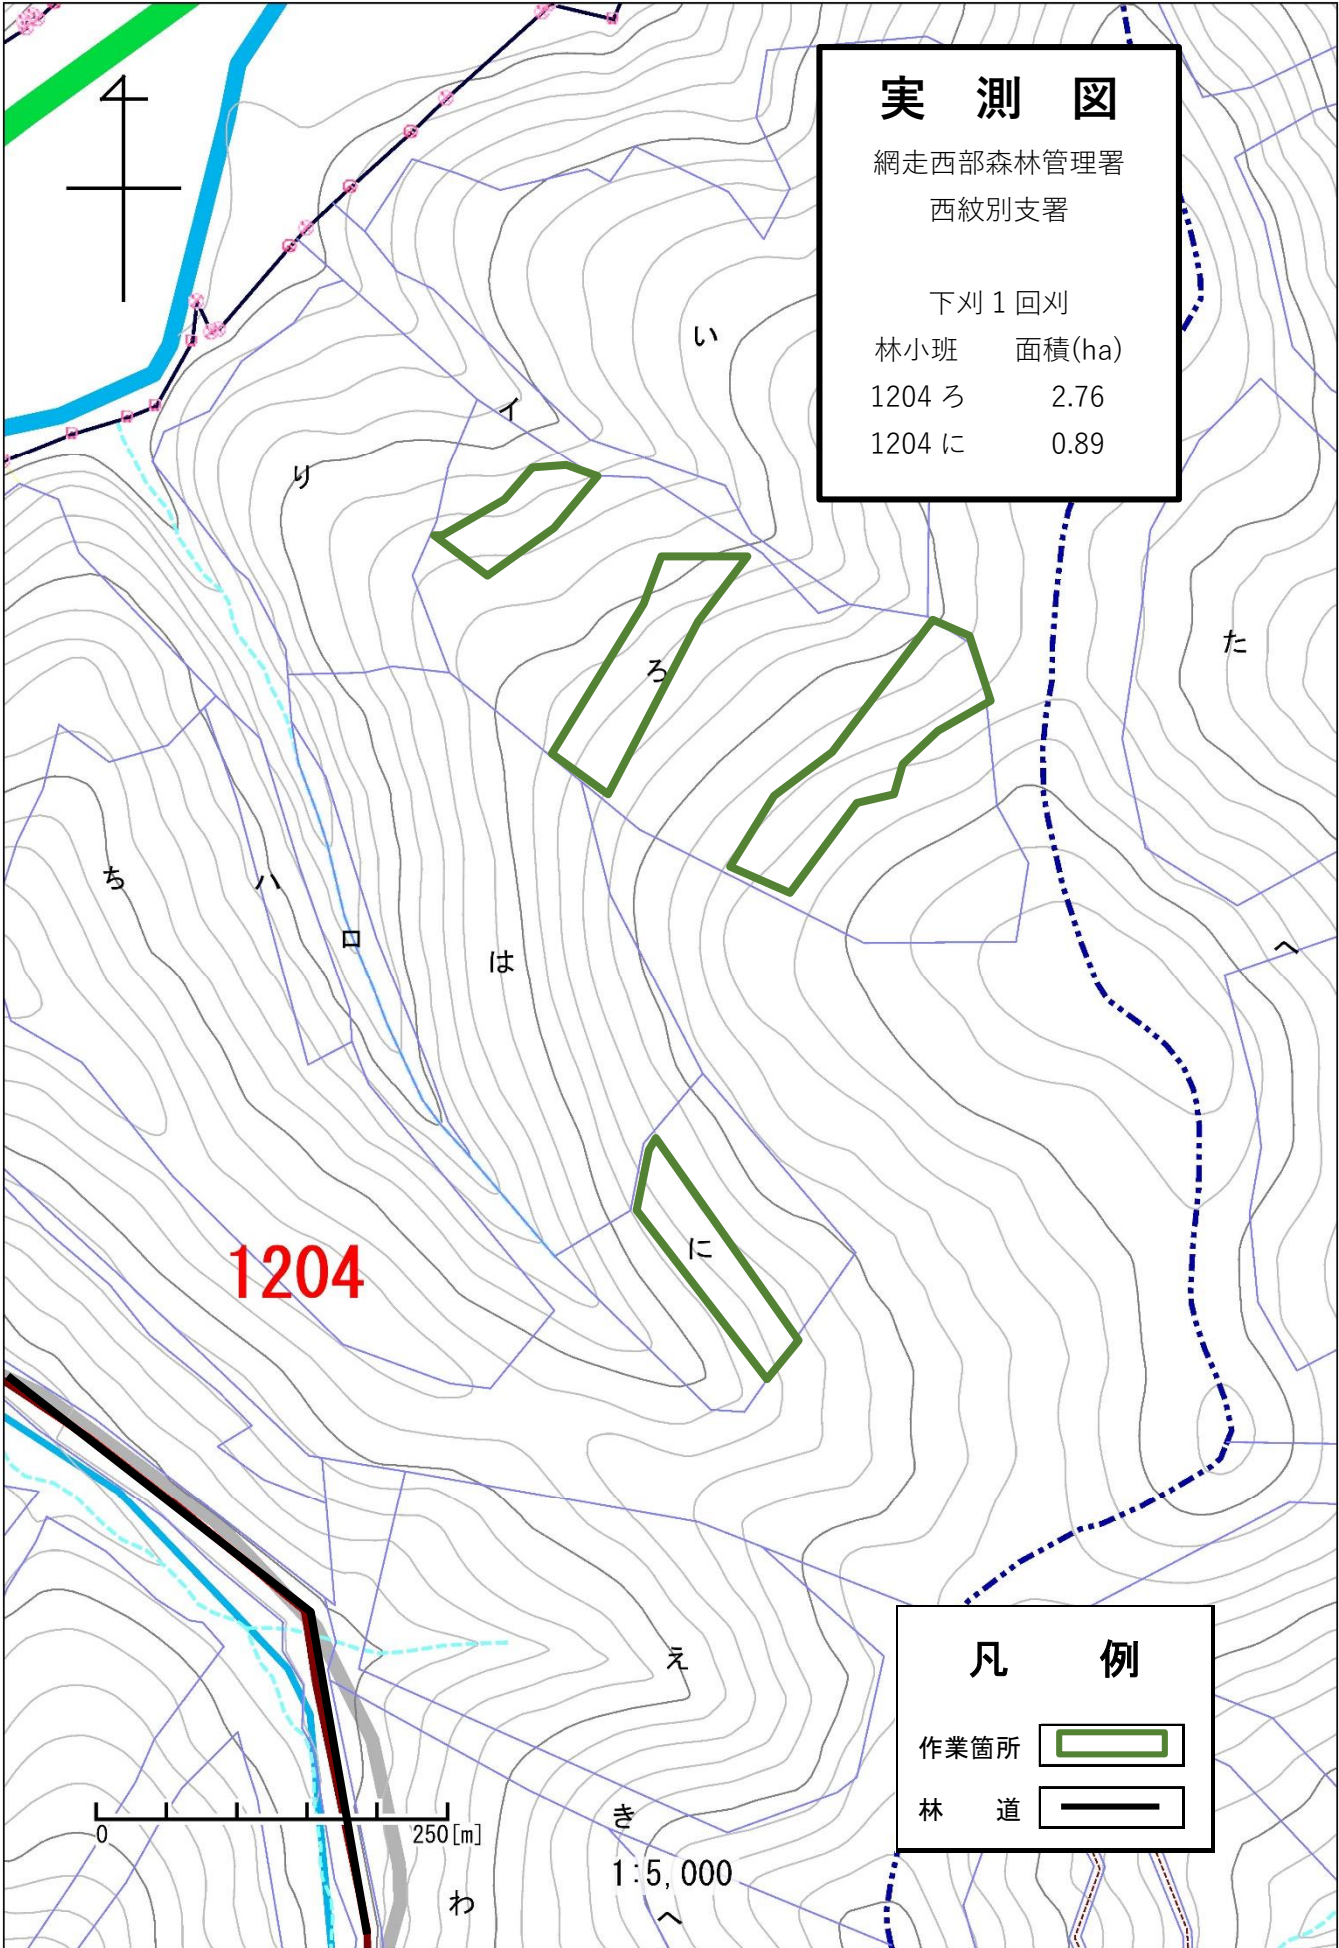 実 測 図
網走西部森林管理署
西紋別支署
下刈 1 回刈
林小班 面積(ha)
1204 ろ 2.76
1204 に 0.89
い
イ
り
た
ろ
ち
ハ
ロ
は
へ
に
1204
え
凡 例
作業箇所
林 道
0 250[m]
き
1:5,000
わ
へ